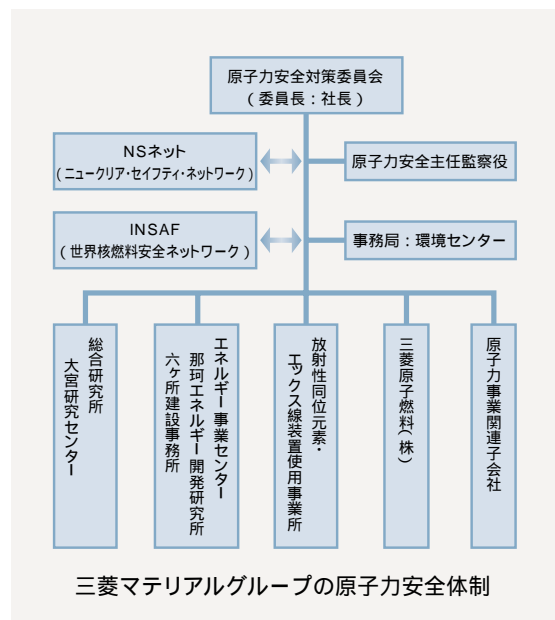 原子力安全対策委員会
（委員長：社長）
NSネット
（ニュークリア・セイフティ・ネットワーク）
原子力安全主任監察役
INSAF
（世界核燃料安全ネットワーク）
事務局：環境センター
総合研究所
大宮研究センター
エネルギー事業センター
那珂エネルギー開発研究所
六ヶ所建設事務所
放射性同位元素・
エックス線装置使用事業所
三菱原子燃料（株）
原子力事業関連子会社
三菱マテリアルグループの原子力安全体制